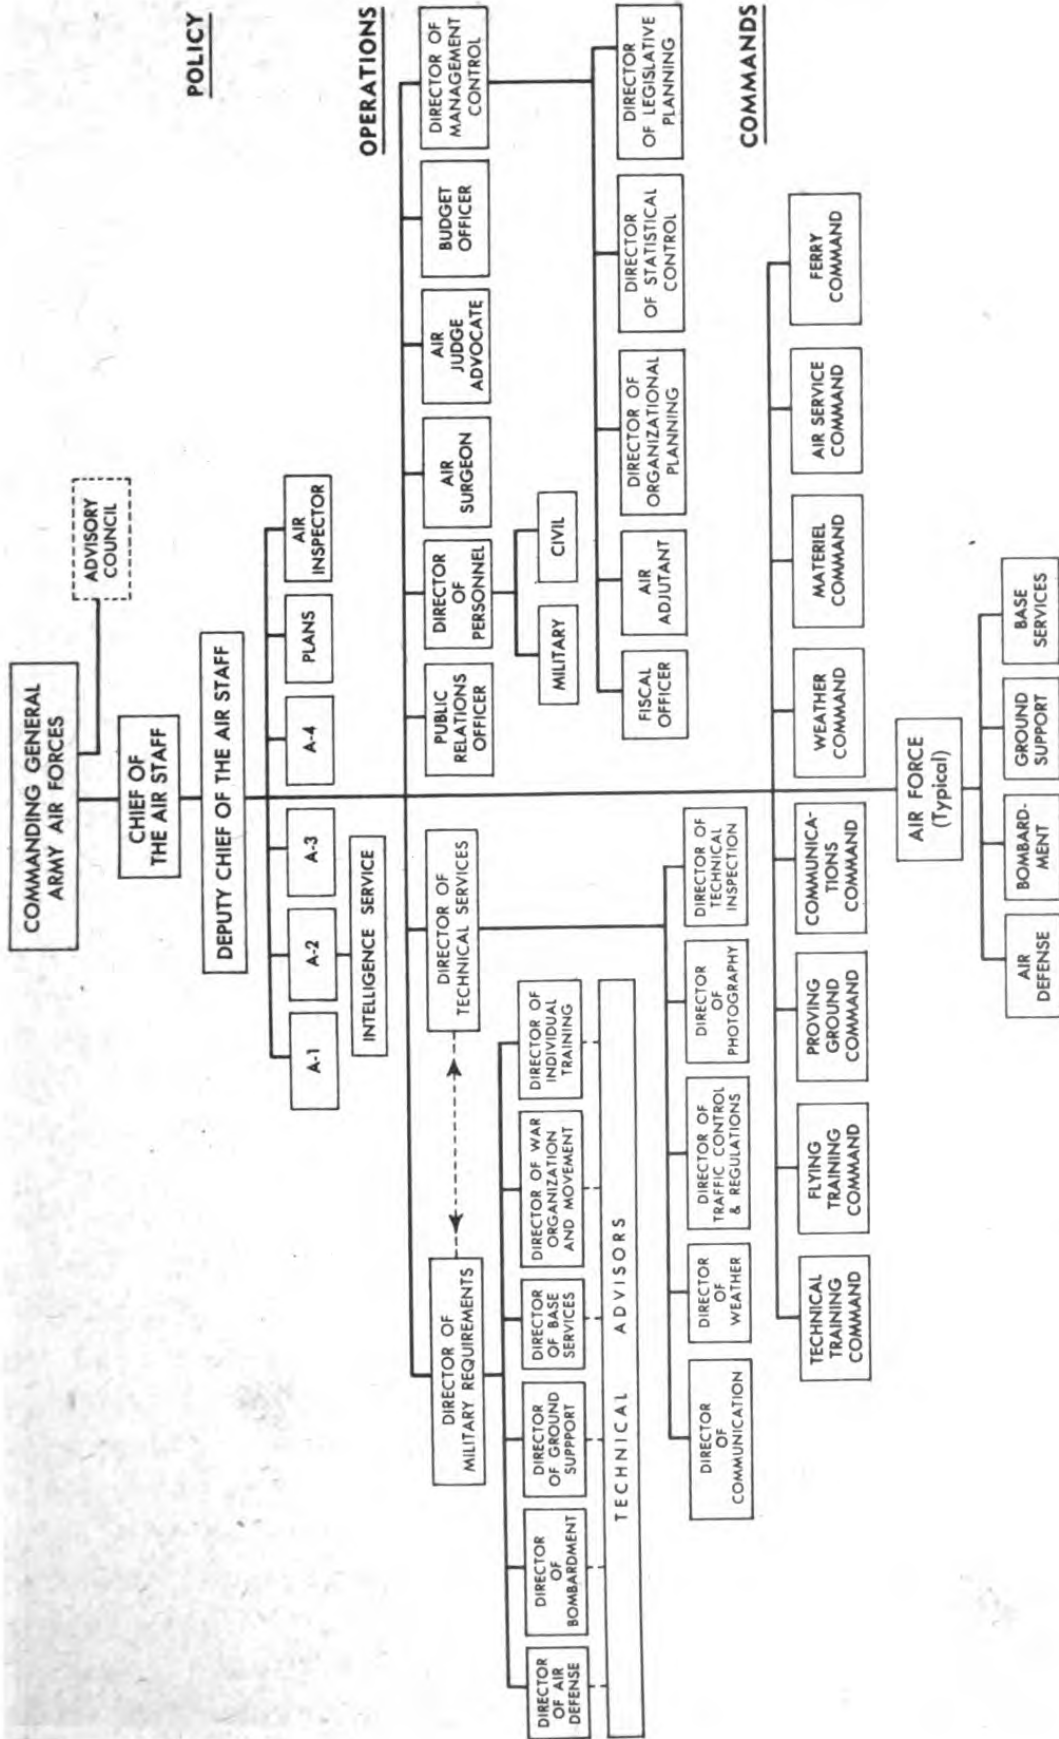 COMMANDING GENERAL
ARMY AIR FORCES
ADVISORY
COUNCIL
CHIEF OF
THE AIR STAFF
POLICY
DEPUTY CHIEF OF THE AIR STAFF
A-1
A-2
A-3
A-4
PLANS
AIR
INSPECTOR
INTELLIGENCE SERVICE
OPERATIONS
DIRECTOR OF
MILITARY REQUIREMENTS
DIRECTOR OF
TECHNICAL SERVICES
PUBLIC
RELATIONS
OFFICER
DIRECTOR
OF
PERSONNEL
AIR
SURGEON
AIR
JUDGE
ADVOCATE
BUDGET
OFFICER
DIRECTOR OF
MANAGEMENT
CONTROL
MILITARY
CIVIL
DIRECTOR
OF AIR
DEFENSE
DIRECTOR
OF
BOMBARDMENT
DIRECTOR
OF GROUND
SUPPPORT
DIRECTOR
OF BASE
SERVICES
DIRECTOR OF WAR
ORGANIZATION
AND MOVEMENT
DIRECTOR OF
INDIVIDUAL
TRAINING
TECHNICAL ADVISORS
FISCAL
OFFICER
AIR
ADJUTANT
DIRECTOR OF
ORGANIZATIONAL
PLANNING
DIRECTOR
OF STATISTICAL
CONTROL
DIRECTOR
OF LEGISLATIVE
PLANNING
DIRECTOR
OF
COMMUNICATION
DIRECTOR
OF
WEATHER
DIRECTOR OF
TRAFFIC CONTROL
& REGULATIONS
DIRECTOR
OF
PHOTOGRAPHY
DIRECTOR OF
TECHNICAL
INSPECTION
COMMANDS
TECHNICAL
TRAINING
COMMAND
FLYING
TRAINING
COMMAND
PROVING
GROUND
COMMAND
COMMUNICA-
TIONS
COMMAND
WEATHER
COMMAND
MATERIEL
COMMAND
AIR SERVICE
COMMAND
FERRY
COMMAND
AIR FORCE
(Typical)
AIR
DEFENSE
BOMBARD-
MENT
GROUND
SUPPORT
BASE
SERVICES